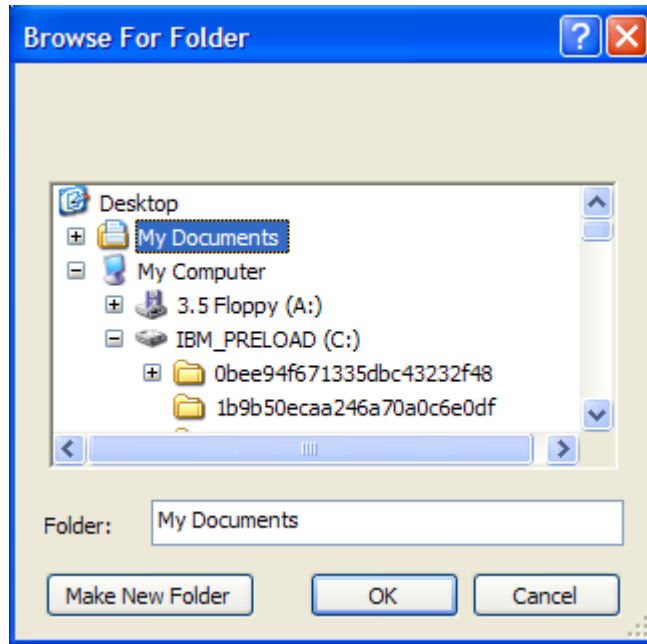 Browse For Folder
Desktop
My Documents
My Computer
3.5 Floppy (A:)
IBM_PRELOAD (C:)
0bee94f671335dbc43232f48
1b9b50ecaa246a70a0c6e0df
Folder: My Documents
Make New Folder OK Cancel